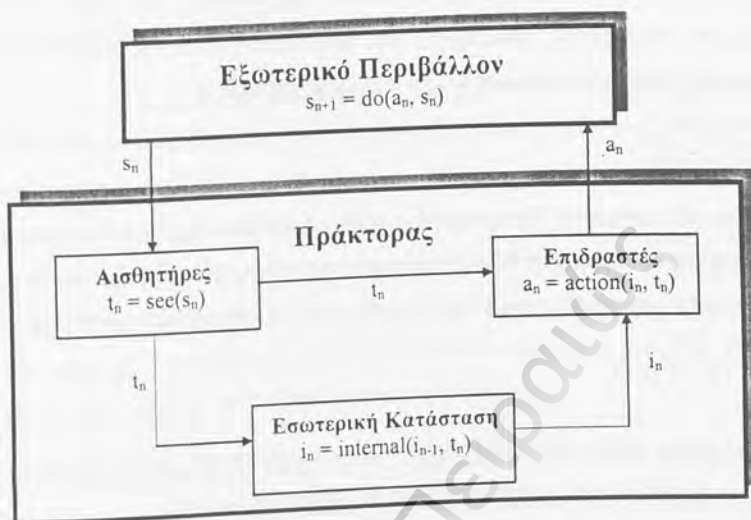 Εξωτερικό Περιβάλλον
sₙ₊₁ = do(aₙ, sₙ)
sₙ
aₙ
Πράκτορας
Αισθητήρες
tₙ = see(sₙ)
tₙ
Επιδραστές
aₙ = action(iₙ, tₙ)
tₙ
iₙ
Εσωτερική Κατάσταση
iₙ = internal(iₙ₋₁, tₙ)
Πειραιώς